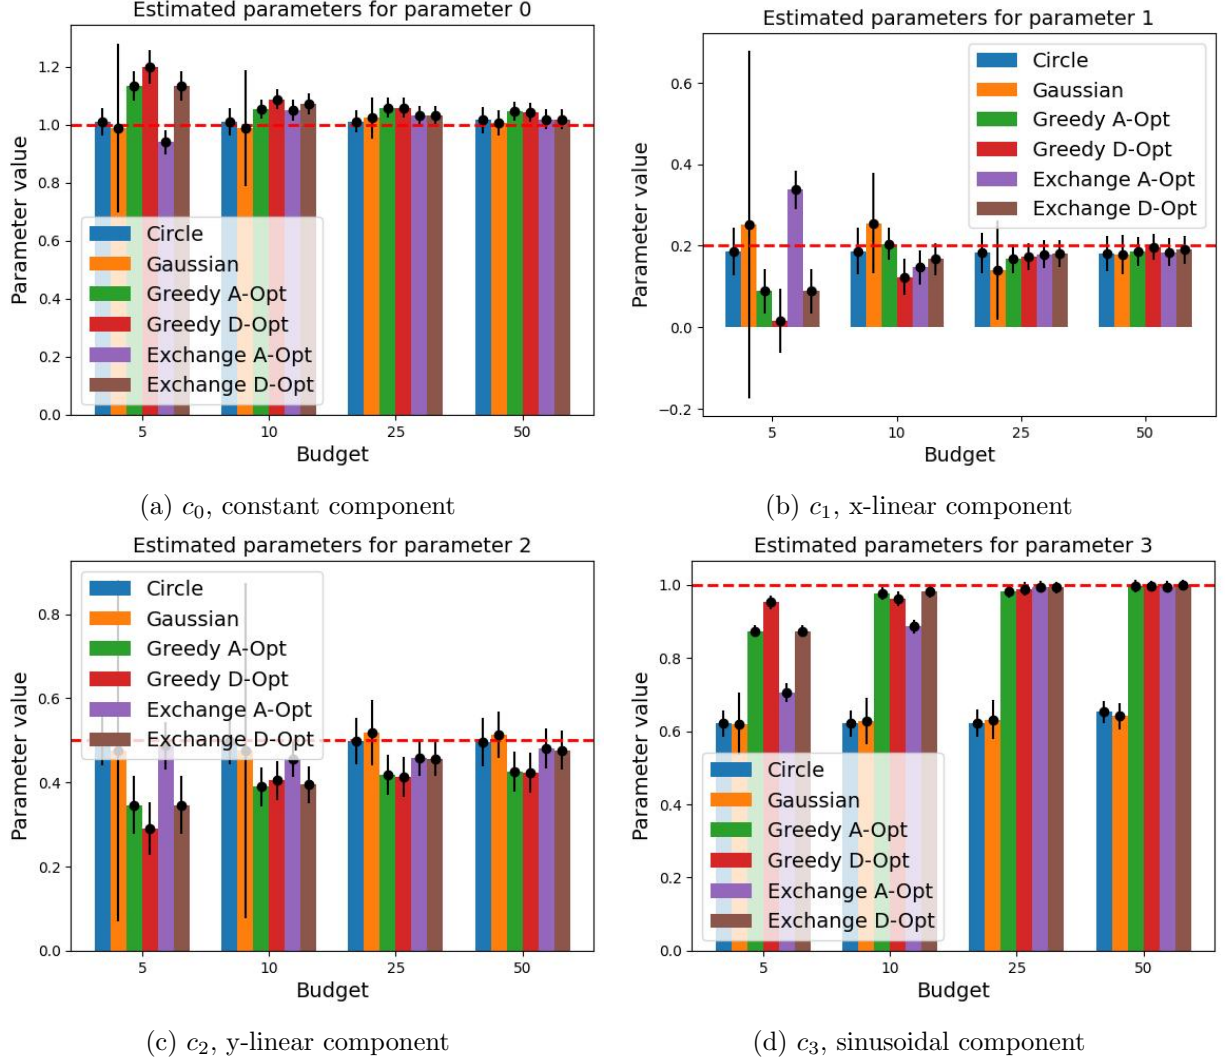 Estimated parameters for parameter 0
Parameter value
1.2
1.0
0.8
0.6
0.4
0.2
0.0
Circle
Gaussian
Greedy A-Opt
Greedy D-Opt
Exchange A-Opt
Exchange D-Opt
5 10 25 50
Budget
(a) c₀, constant component
Estimated parameters for parameter 1
Parameter value
0.6
0.4
0.2
0.0
−0.2
Circle
Gaussian
Greedy A-Opt
Greedy D-Opt
Exchange A-Opt
Exchange D-Opt
5 10 25 50
Budget
(b) c₁, x-linear component
Estimated parameters for parameter 2
Parameter value
0.8
0.6
0.4
0.2
0.0
Circle
Gaussian
Greedy A-Opt
Greedy D-Opt
Exchange A-Opt
Exchange D-Opt
5 10 25 50
Budget
(c) c₂, y-linear component
Estimated parameters for parameter 3
Parameter value
1.0
0.8
0.6
0.4
0.2
0.0
Circle
Gaussian
Greedy A-Opt
Greedy D-Opt
Exchange A-Opt
Exchange D-Opt
5 10 25 50
Budget
(d) c₃, sinusoidal component